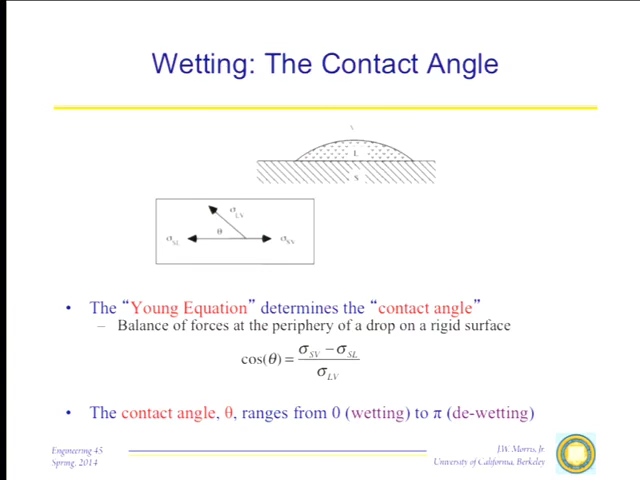 Wetting: The Contact Angle
V
L
S
σLV
σSL
θ
σSV
• The “Young Equation” determines the “contact angle”
– Balance of forces at the periphery of a drop on a rigid surface
cos(θ) = (σSV − σSL) / σLV
• The contact angle, θ, ranges from 0 (wetting) to π (de-wetting)
Engineering 45
Spring, 2014
J.W. Morris, Jr.
University of California, Berkeley